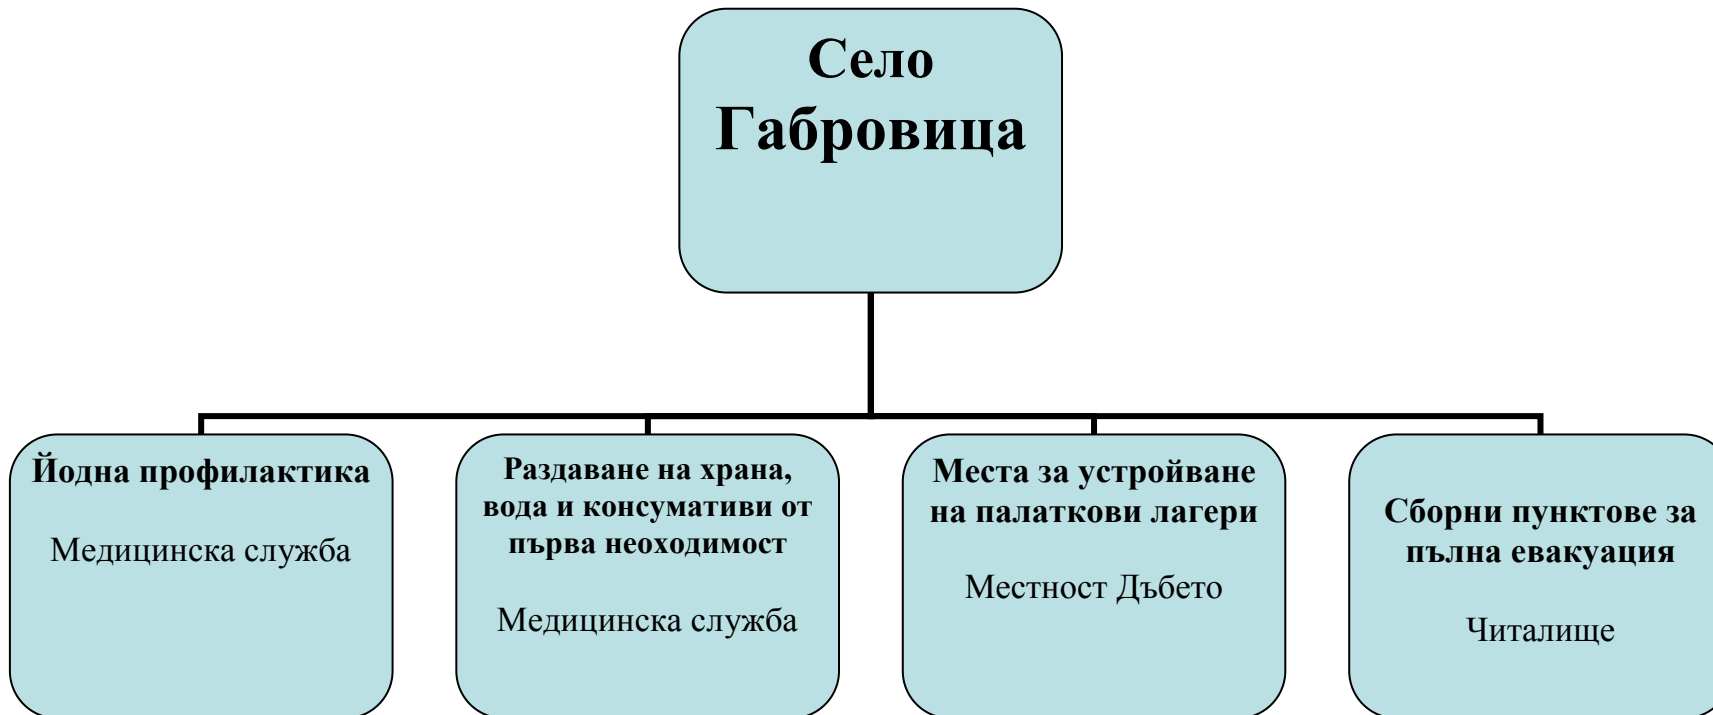 Село
Габровица
Йодна профилактика
Медицинска служба
Раздаване на храна,
вода и консумативи от
първа неоходимост
Медицинска служба
Места за устройване
на палаткови лагери
Местност Дъбето
Сборни пунктове за
пълна евакуация
Читалище